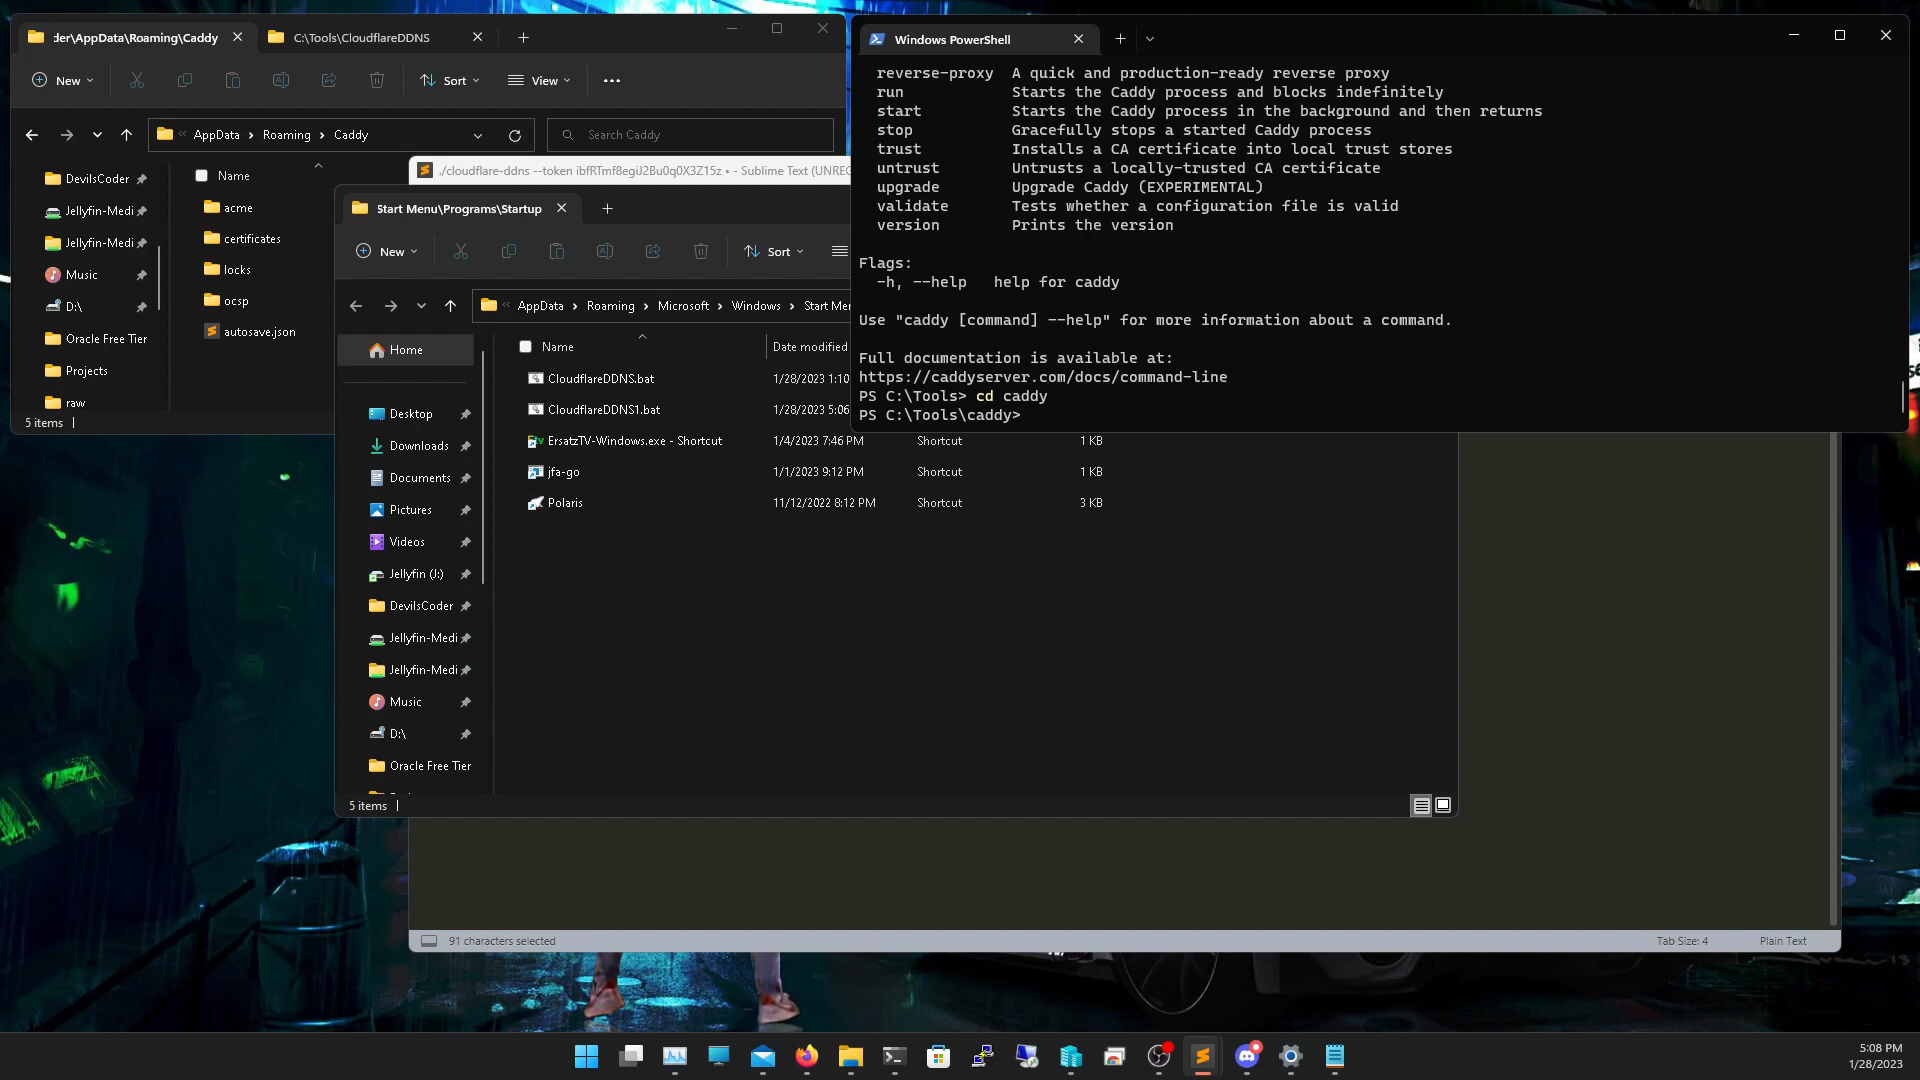 der\AppData\Roaming\Caddy
C:\Tools\CloudflareDDNS
New
Sort
View
AppData > Roaming > Caddy
Search Caddy
DevilsCoder
Jellyfin-Medi
Jellyfin-Medi
Music
D:\
Oracle Free Tier
Projects
raw
Name
acme
certificates
locks
ocsp
autosave.json
5 items
./cloudflare-ddns --token ibfRTmf8egiJ2Bu0q0X3Z15z • - Sublime Text (UNREG
Start Menu\Programs\Startup
New
Sort
AppData > Roaming > Microsoft > Windows > Start Men
Home
Desktop
Downloads
Documents
Pictures
Videos
Jellyfin (J:)
DevilsCoder
Jellyfin-Medi
Jellyfin-Medi
Music
D:\
Oracle Free Tier
Name Date modified
CloudflareDDNS.bat 1/28/2023 1:10
CloudflareDDNS1.bat 1/28/2023 5:06
ErsatzTV-Windows.exe - Shortcut 1/4/2023 7:46 PM Shortcut 1 KB
jfa-go 1/1/2023 9:12 PM Shortcut 1 KB
Polaris 11/12/2022 8:12 PM Shortcut 3 KB
5 items
Windows PowerShell
reverse-proxy A quick and production-ready reverse proxy
run Starts the Caddy process and blocks indefinitely
start Starts the Caddy process in the background and then returns
stop Gracefully stops a started Caddy process
trust Installs a CA certificate into local trust stores
untrust Untrusts a locally-trusted CA certificate
upgrade Upgrade Caddy (EXPERIMENTAL)
validate Tests whether a configuration file is valid
version Prints the version
Flags:
-h, --help help for caddy
Use "caddy [command] --help" for more information about a command.
Full documentation is available at:
https://caddyserver.com/docs/command-line
PS C:\Tools> cd caddy
PS C:\Tools\caddy>
91 characters selected
Tab Size: 4
Plain Text
5:08 PM
1/28/2023